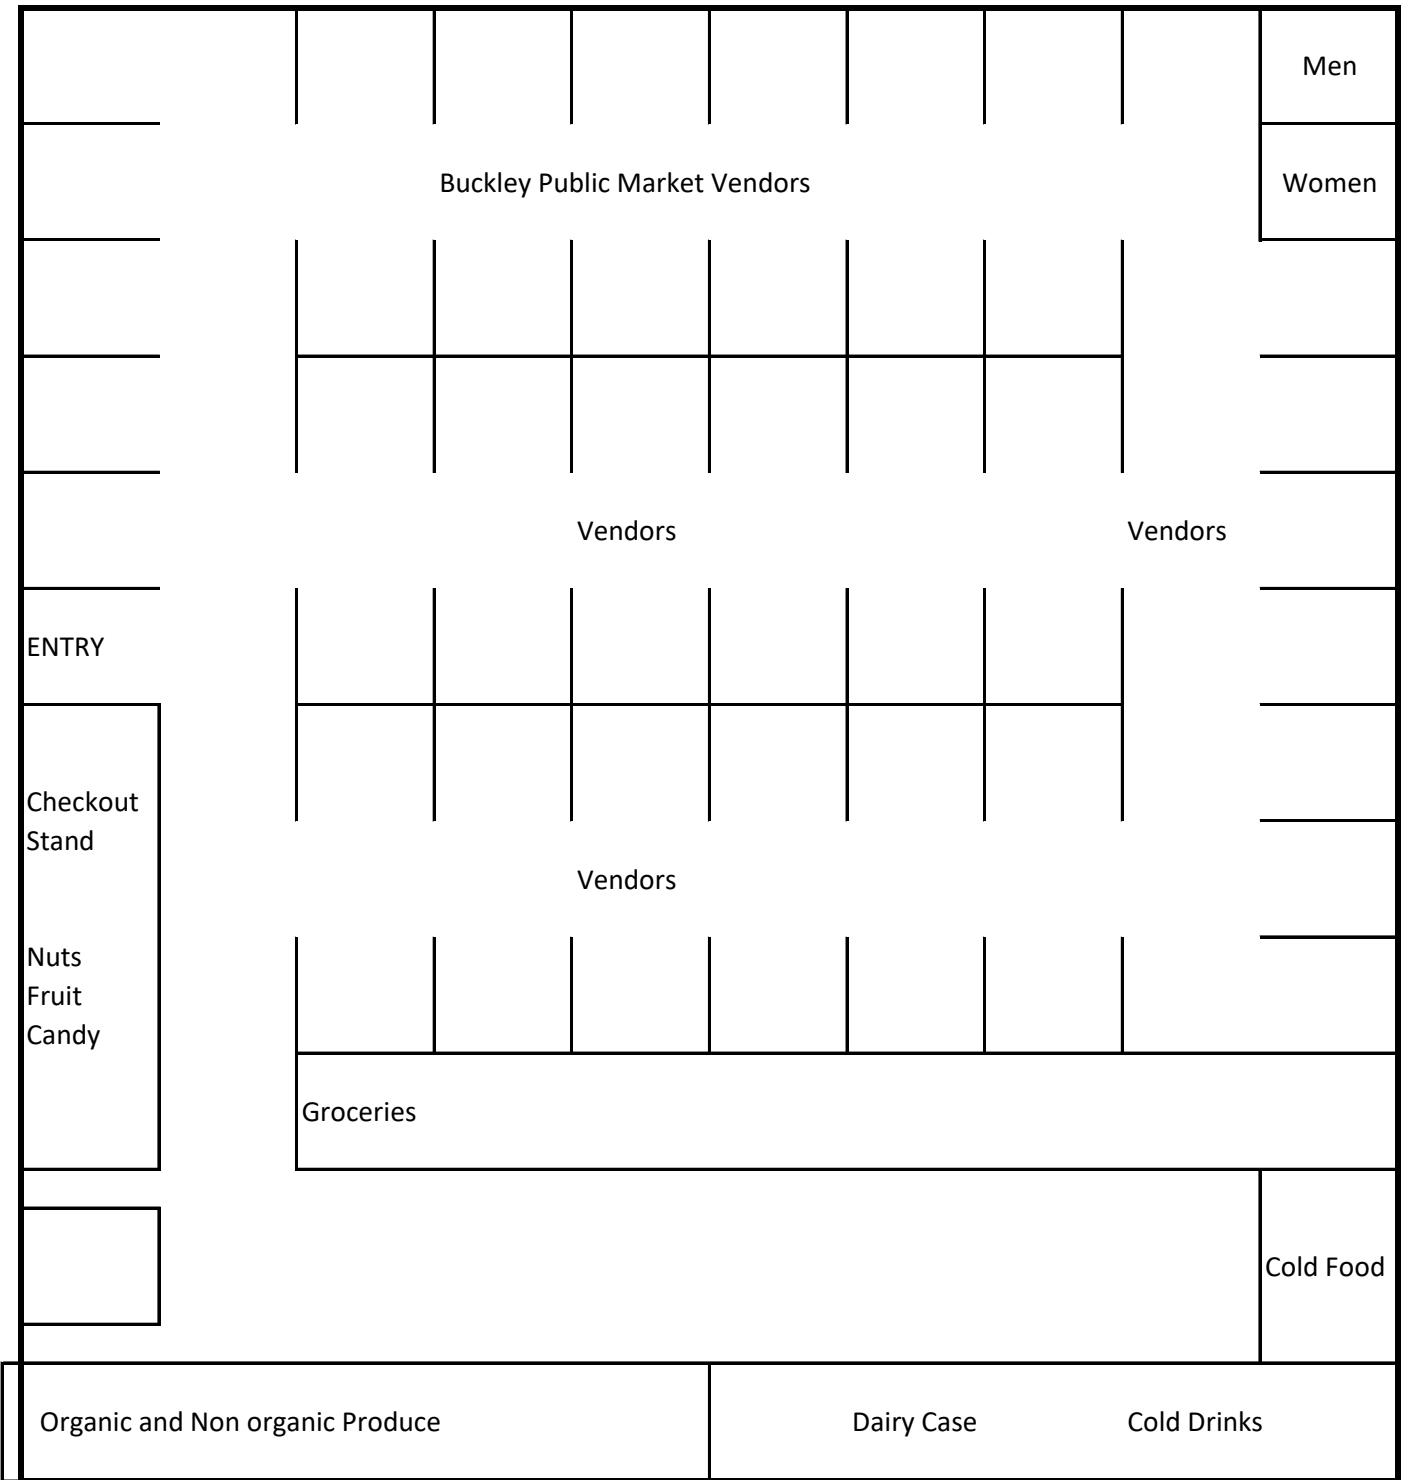 Men
Buckley Public Market Vendors
Women
Vendors
Vendors
ENTRY
Checkout
Stand
Vendors
Nuts
Fruit
Candy
Groceries
Cold Food
Organic and Non organic Produce
Dairy Case
Cold Drinks